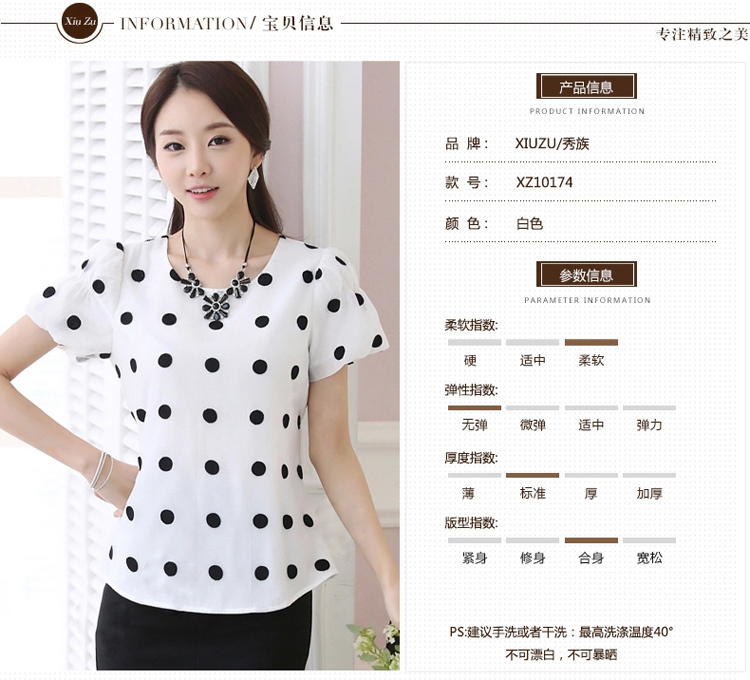 Xiu Zu
INFORMATION/ 宝贝信息
专注精致之美
产品信息
PRODUCT INFORMATION
品 牌： XIUZU/秀族
款 号： XZ10174
颜 色： 白色
参数信息
PARAMETER INFORMATION
柔软指数:
硬 适中 柔软
弹性指数:
无弹 微弹 适中 弹力
厚度指数:
薄 标准 厚 加厚
版型指数:
紧身 修身 合身 宽松
PS:建议手洗或者干洗：最高洗涤温度40°
不可漂白，不可暴晒